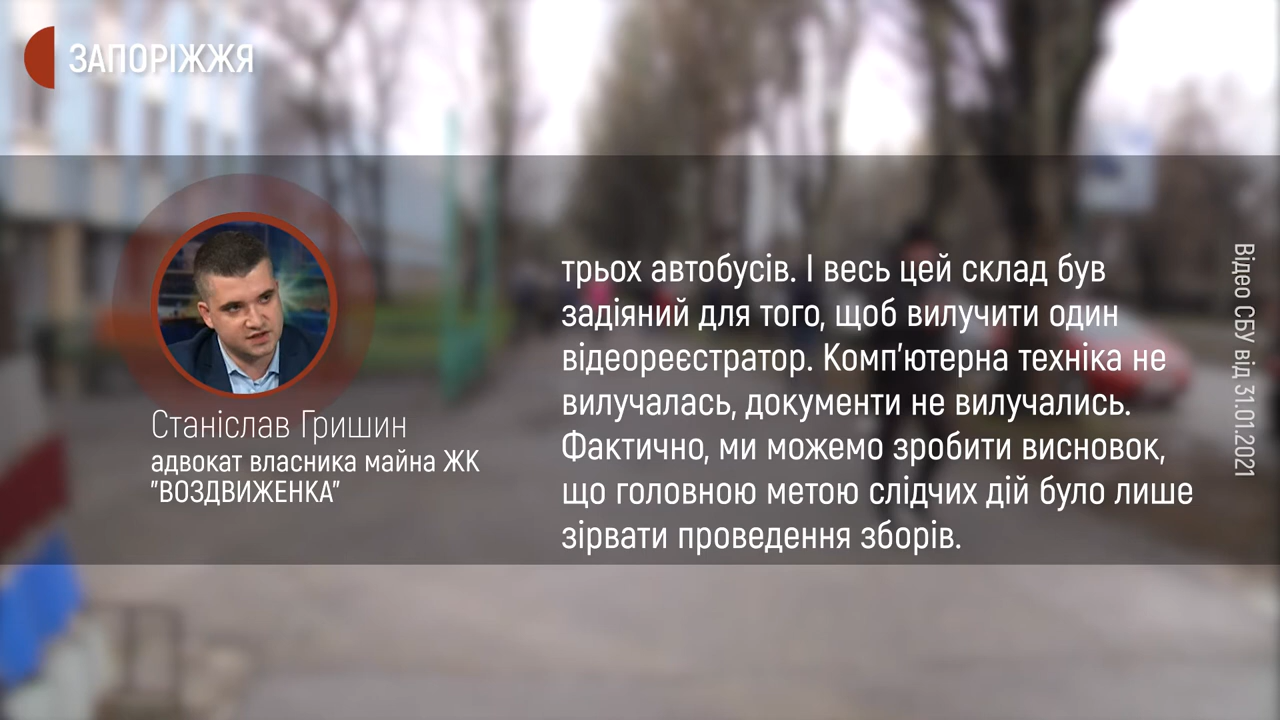 ЗАПОРІЖЖЯ
Станіслав Гришин
адвокат власника майна ЖК
"ВОЗДВИЖЕНКА"
трьох автобусів. І весь цей склад був
задіяний для того, щоб вилучити один
відеореєстратор. Комп'ютерна техніка не
вилучалась, документи не вилучались.
Фактично, ми можемо зробити висновок,
що головною метою слідчих дій було лише
зірвати проведення зборів.
Відео СБУ від 31.01.2021